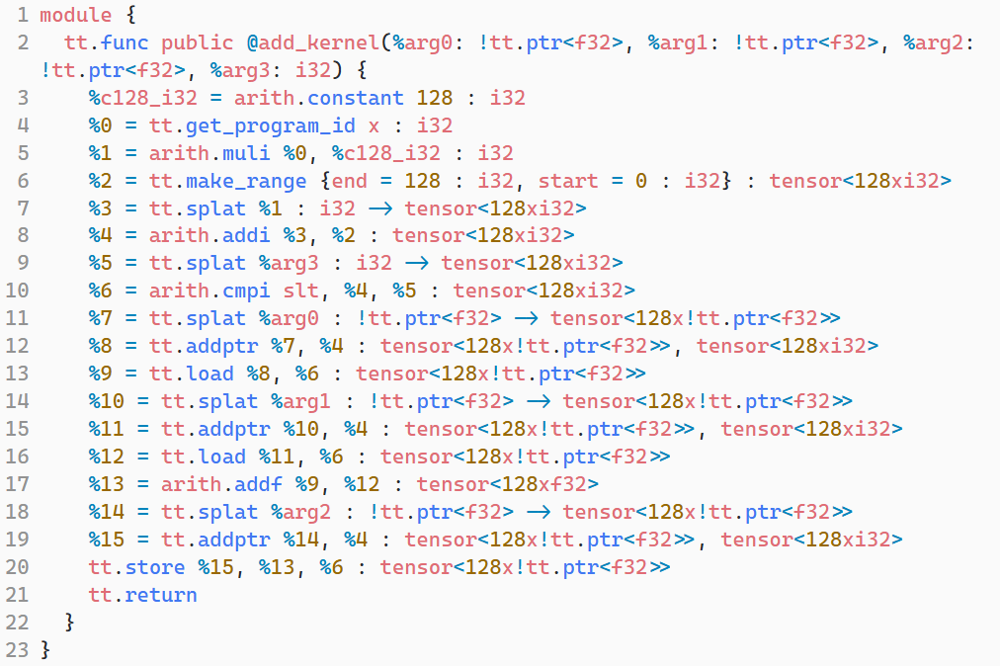 1 module {
2   tt.func public @add_kernel(%arg0: !tt.ptr<f32>, %arg1: !tt.ptr<f32>, %arg2:
!tt.ptr<f32>, %arg3: i32) {
3     %c128_i32 = arith.constant 128 : i32
4     %0 = tt.get_program_id x : i32
5     %1 = arith.muli %0, %c128_i32 : i32
6     %2 = tt.make_range {end = 128 : i32, start = 0 : i32} : tensor<128xi32>
7     %3 = tt.splat %1 : i32 -> tensor<128xi32>
8     %4 = arith.addi %3, %2 : tensor<128xi32>
9     %5 = tt.splat %arg3 : i32 -> tensor<128xi32>
10     %6 = arith.cmpi slt, %4, %5 : tensor<128xi32>
11     %7 = tt.splat %arg0 : !tt.ptr<f32> -> tensor<128x!tt.ptr<f32>>
12     %8 = tt.addptr %7, %4 : tensor<128x!tt.ptr<f32>>, tensor<128xi32>
13     %9 = tt.load %8, %6 : tensor<128x!tt.ptr<f32>>
14     %10 = tt.splat %arg1 : !tt.ptr<f32> -> tensor<128x!tt.ptr<f32>>
15     %11 = tt.addptr %10, %4 : tensor<128x!tt.ptr<f32>>, tensor<128xi32>
16     %12 = tt.load %11, %6 : tensor<128x!tt.ptr<f32>>
17     %13 = arith.addf %9, %12 : tensor<128xf32>
18     %14 = tt.splat %arg2 : !tt.ptr<f32> -> tensor<128x!tt.ptr<f32>>
19     %15 = tt.addptr %14, %4 : tensor<128x!tt.ptr<f32>>, tensor<128xi32>
20     tt.store %15, %13, %6 : tensor<128x!tt.ptr<f32>>
21     tt.return
22   }
23 }